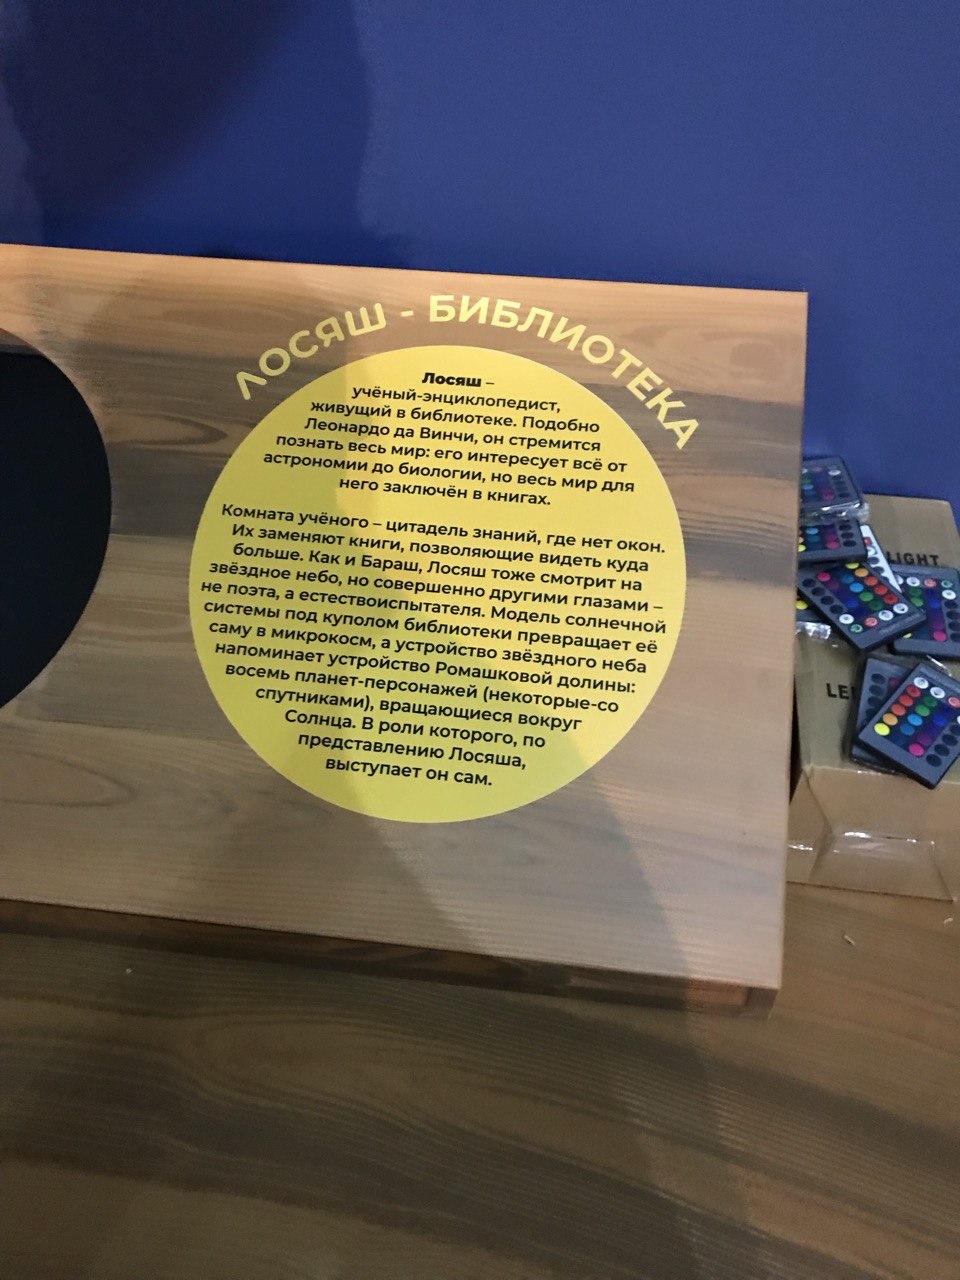 ЛОСЯШ - БИБЛИОТЕКА
Лосяш –
учёный-энциклопедист,
живущий в библиотеке. Подобно
Леонардо да Винчи, он стремится
познать весь мир: его интересует всё от
астрономии до биологии, но весь мир для
него заключён в книгах.
Комната учёного – цитадель знаний, где нет окон.
Их заменяют книги, позволяющие видеть куда
больше. Как и Бараш, Лосяш тоже смотрит на
звёздное небо, но совершенно другими глазами –
не поэта, а естествоиспытателя. Модель солнечной
системы под куполом библиотеки превращает её
саму в микрокосм, а устройство звёздного неба
напоминает устройство Ромашковой долины:
восемь планет-персонажей (некоторые-со
спутниками), вращающиеся вокруг
Солнца. В роли которого, по
представлению Лосяша,
выступает он сам.
LIGHT